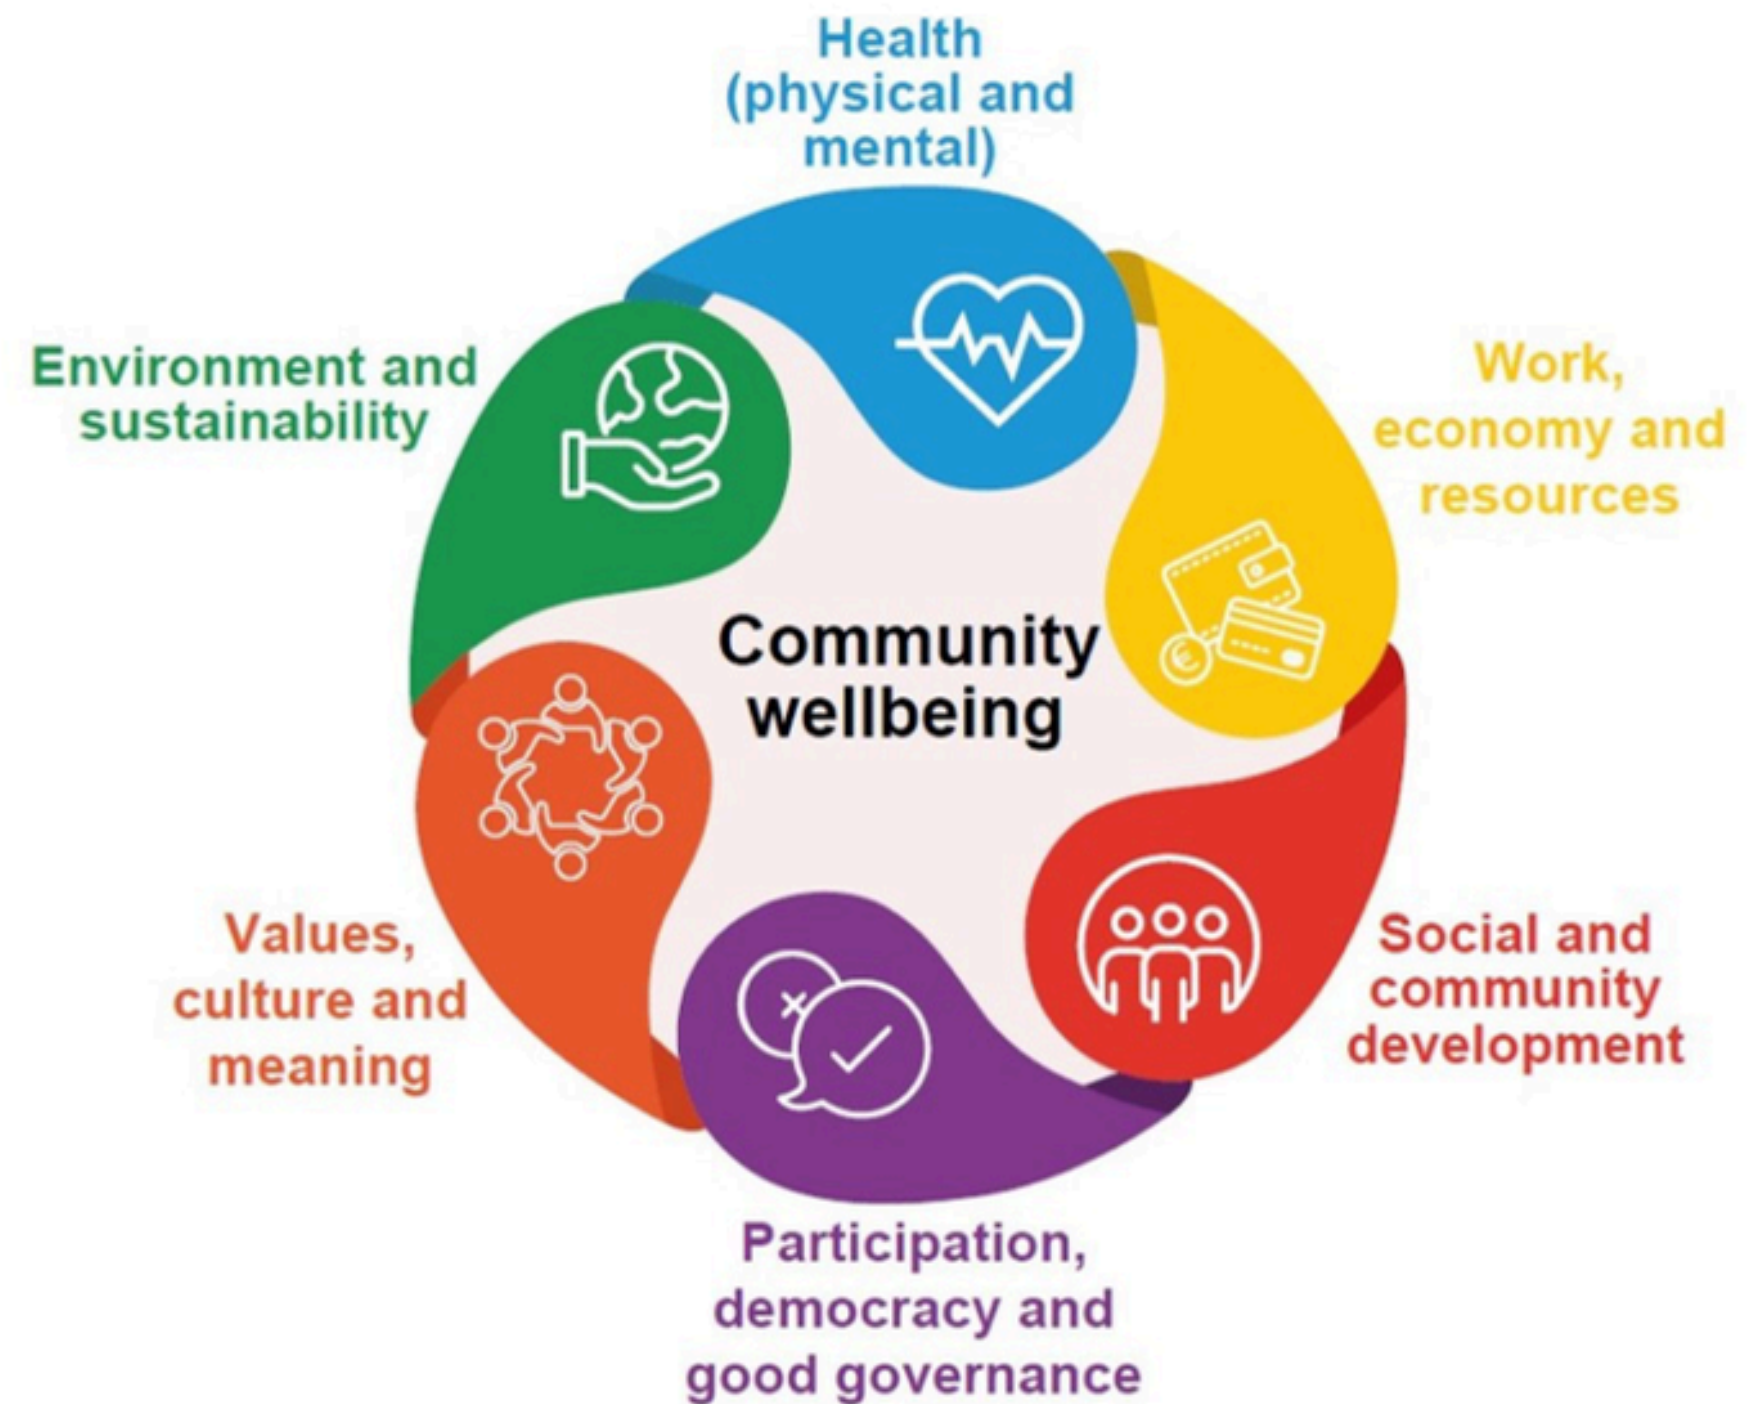 Health
(physical and
mental)
Environment and
sustainability
Work,
economy and
resources
Community
wellbeing
€
Values,
culture and
meaning
Social and
community
development
Participation,
democracy and
good governance